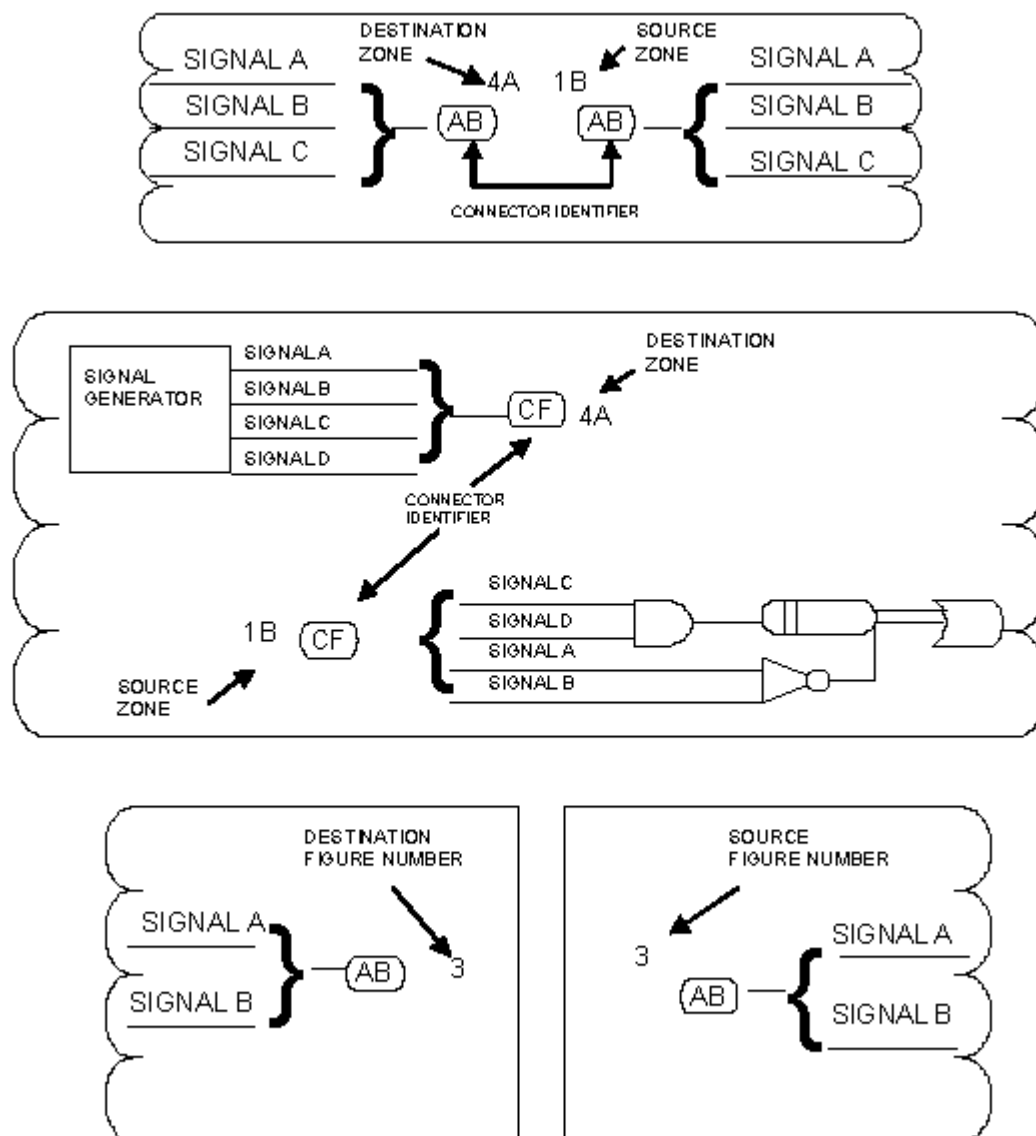 DESTINATION
ZONE
SOURCE
ZONE
SIGNAL A
SIGNAL B
SIGNAL C
4A
1B
AB
AB
SIGNAL A
SIGNAL B
SIGNAL C
CONNECTOR IDENTIFIER
SIGNAL
GENERATOR
SIGNAL A
SIGNAL B
SIGNAL C
SIGNAL D
CF
4A
DESTINATION
ZONE
CONNECTOR
IDENTIFIER
1B
CF
SOURCE
ZONE
SIGNAL C
SIGNAL D
SIGNAL A
SIGNAL B
DESTINATION
FIGURE NUMBER
SIGNAL A
SIGNAL B
AB
3
SOURCE
FIGURE NUMBER
3
AB
SIGNAL A
SIGNAL B